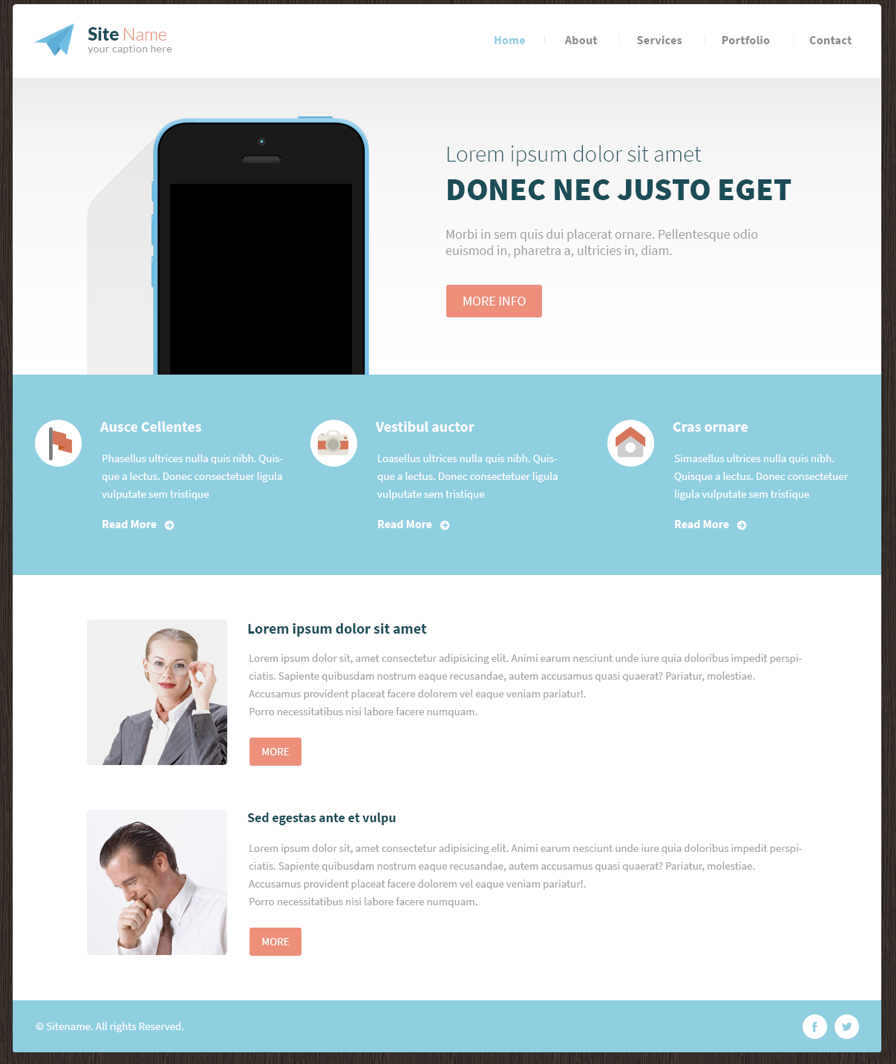 Site Name
your caption here
Home
About
Services
Portfolio
Contact
Lorem ipsum dolor sit amet
DONEC NEC JUSTO EGET
Morbi in sem quis dui placerat ornare. Pellentesque odio
euismod in, pharetra a, ultricies in, diam.
MORE INFO
Ausce Cellentes
Phasellus ultrices nulla quis nibh. Quis-
que a lectus. Donec consectetuer ligula
vulputate sem tristique
Read More
Vestibul auctor
Loasellus ultrices nulla quis nibh. Quis-
que a lectus. Donec consectetuer ligula
vulputate sem tristique
Read More
Cras ornare
Simasellus ultrices nulla quis nibh.
Quisque a lectus. Donec consectetuer
ligula vulputate sem tristique
Read More
Lorem ipsum dolor sit amet
Lorem ipsum dolor sit, amet consectetur adipisicing elit. Animi earum nesciunt unde iure quia doloribus impedit perspi-
ciatis. Sapiente quibusdam nostrum eaque recusandae, autem accusamus quasi quaerat? Pariatur, molestiae.
Accusamus provident placeat facere dolorem vel eaque veniam pariatur!.
Porro necessitatibus nisi labore facere numquam.
MORE
Sed egestas ante et vulpu
Lorem ipsum dolor sit, amet consectetur adipisicing elit. Animi earum nesciunt unde iure quia doloribus impedit perspi-
ciatis. Sapiente quibusdam nostrum eaque recusandae, autem accusamus quasi quaerat? Pariatur, molestiae.
Accusamus provident placeat facere dolorem vel eaque veniam pariatur!.
Porro necessitatibus nisi labore facere numquam.
MORE
© Sitename. All rights Reserved.